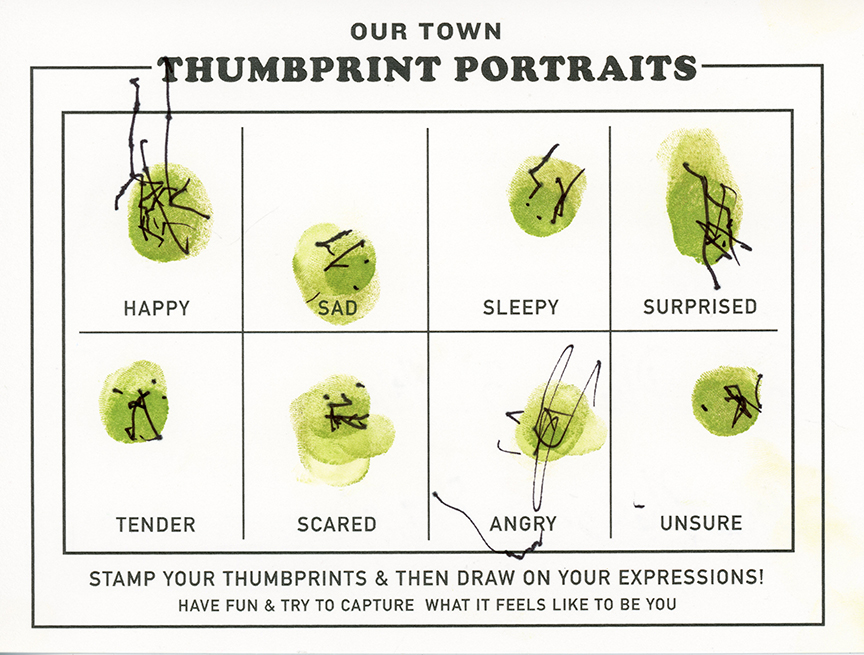 OUR TOWN
THUMBPRINT PORTRAITS
HAPPY
SAD
SLEEPY
SURPRISED
TENDER
SCARED
ANGRY
UNSURE
STAMP YOUR THUMBPRINTS & THEN DRAW ON YOUR EXPRESSIONS!
HAVE FUN & TRY TO CAPTURE WHAT IT FEELS LIKE TO BE YOU